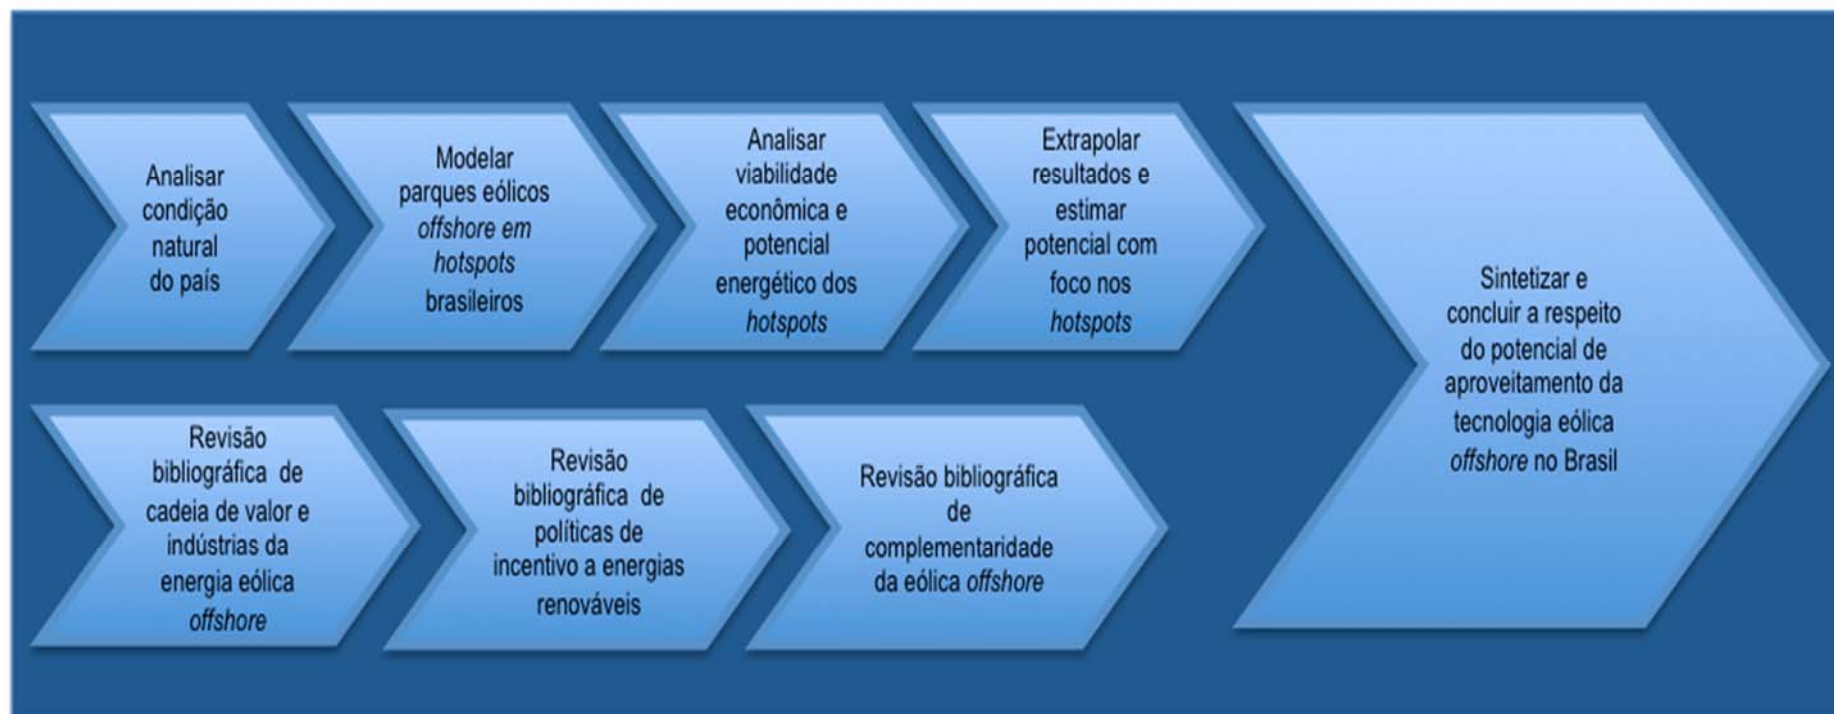 Analisar
condição
natural
do país
Modelar
parques eólicos
offshore em
hotspots
brasileiros
Analisar
viabilidade
econômica e
potencial
energético dos
hotspots
Extrapolar
resultados e
estimar
potencial com
foco nos
hotspots
Sintetizar e
concluir a respeito
do potencial de
aproveitamento da
tecnologia eólica
offshore no Brasil
Revisão
bibliográfica de
cadeia de valor e
indústrias da
energia eólica
offshore
Revisão
bibliográfica de
políticas de
incentivo a energias
renováveis
Revisão bibliográfica
de
complementaridade
da eólica offshore